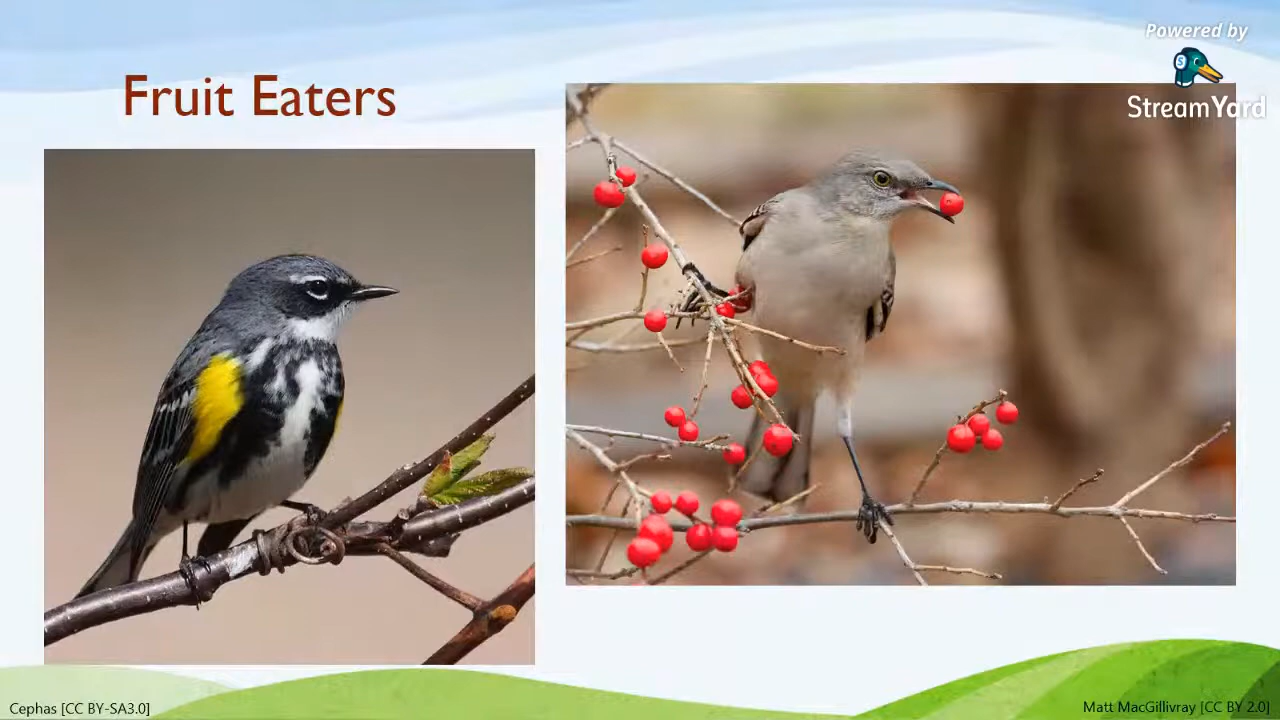 Powered by
StreamYard
Fruit Eaters
Cephas [CC BY-SA3.0]
Matt MacGillivray [CC BY 2.0]